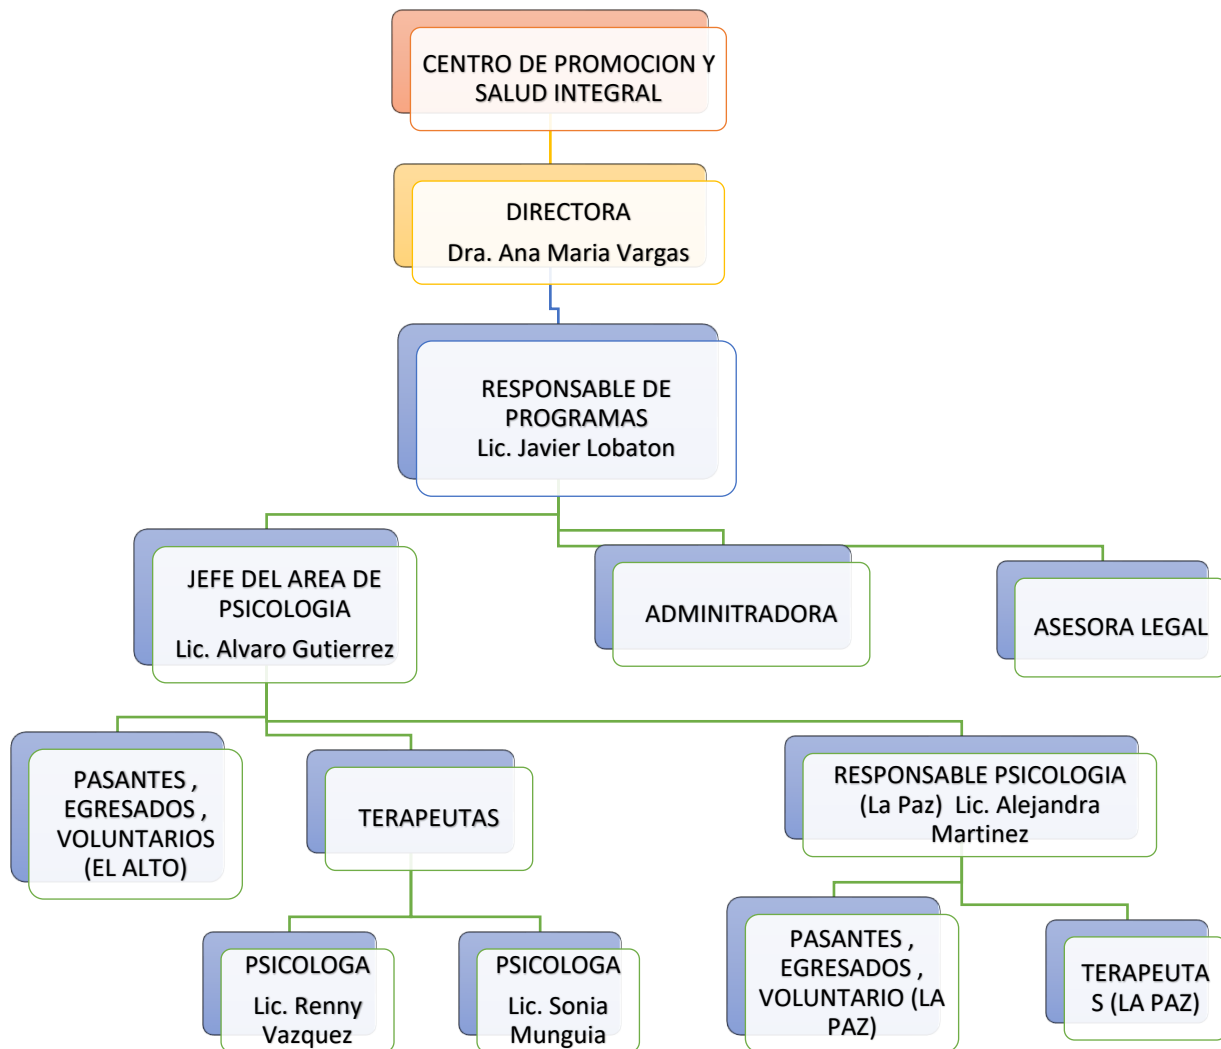 CENTRO DE PROMOCION Y
SALUD INTEGRAL
DIRECTORA
Dra. Ana Maria Vargas
RESPONSABLE DE
PROGRAMAS
Lic. Javier Lobaton
JEFE DEL AREA DE
PSICOLOGIA
Lic. Alvaro Gutierrez
ADMINITRADORA
ASESORA LEGAL
PASANTES ,
EGRESADOS ,
VOLUNTARIOS
(EL ALTO)
TERAPEUTAS
RESPONSABLE PSICOLOGIA
(La Paz) Lic. Alejandra
Martinez
PSICOLOGA
Lic. Renny
Vazquez
PSICOLOGA
Lic. Sonia
Munguia
PASANTES ,
EGRESADOS ,
VOLUNTARIO (LA
PAZ)
TERAPEUTA
S (LA PAZ)